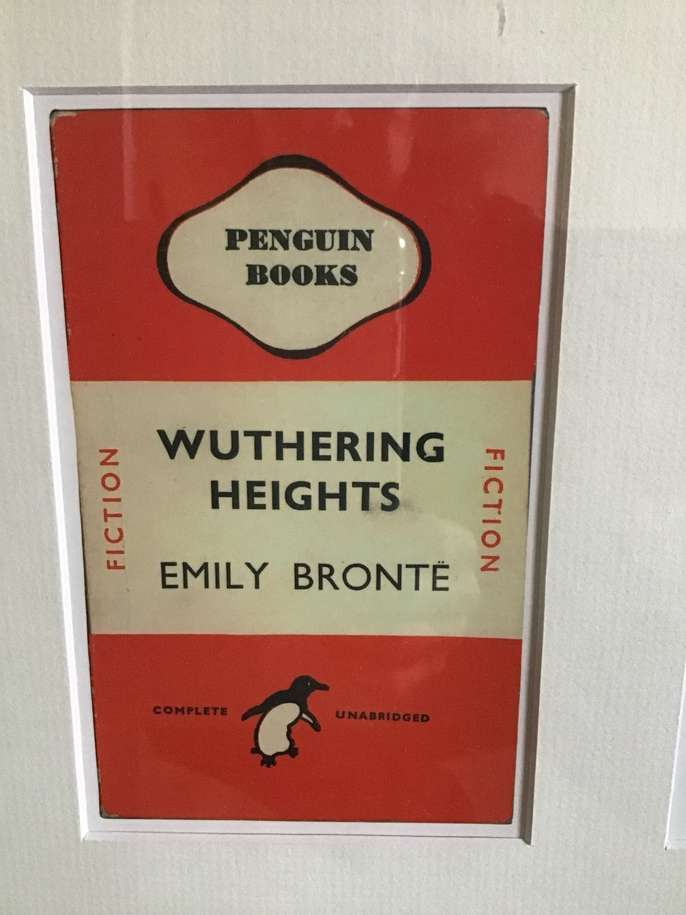 PENGUIN
BOOKS
FICTION
WUTHERING
HEIGHTS
EMILY BRONTË
FICTION
COMPLETE
UNABRIDGED